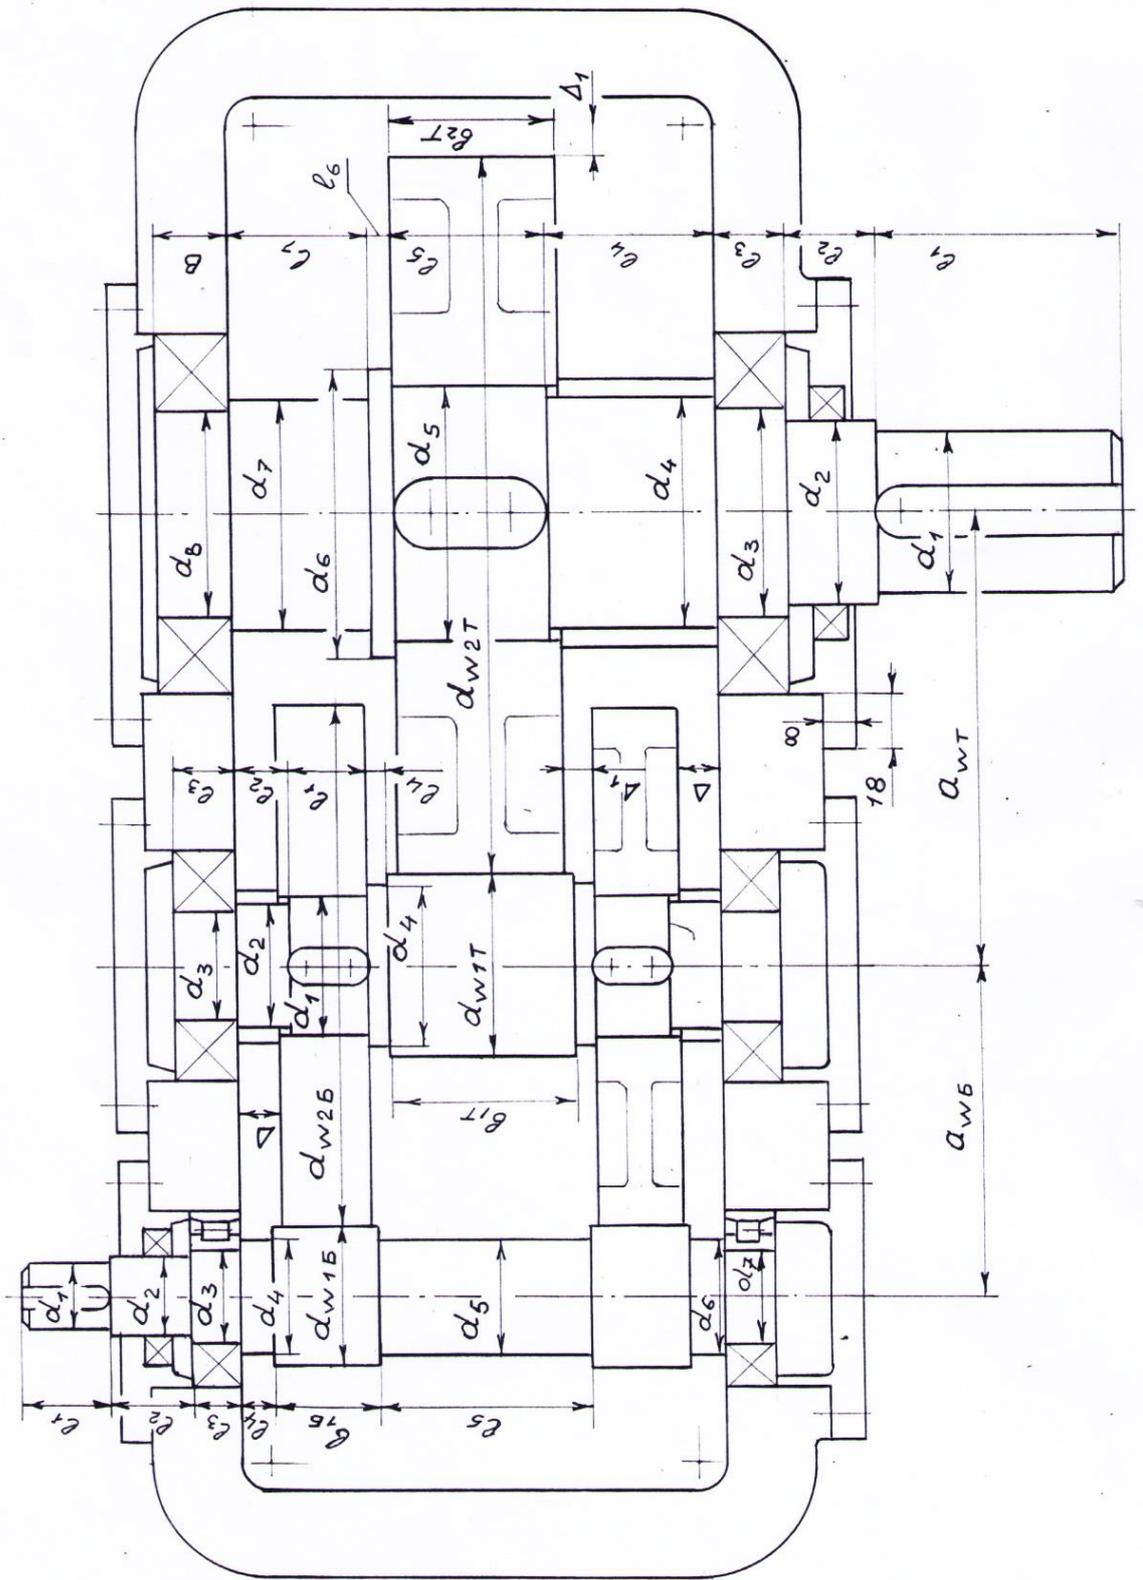 Δ₁
b₂T
l₆
B
l₇
l₅
l₄
l₃
l₂
l₁
d₈
d₇
d₆
d₅
d₄
d₃
d₂
d₁
dw2T
l₃
l₂
l₁
l₄
Δ₁
Δ
8
18
awT
d₃
d₂
d₁
d₄
dw1T
b₁T
Δ
dw2Б
awБ
d₁
d₂
d₃
d₄
dw1Б
d₅
d₆
d₇
l₁
l₂
l₃
l₄
b1Б
l₅